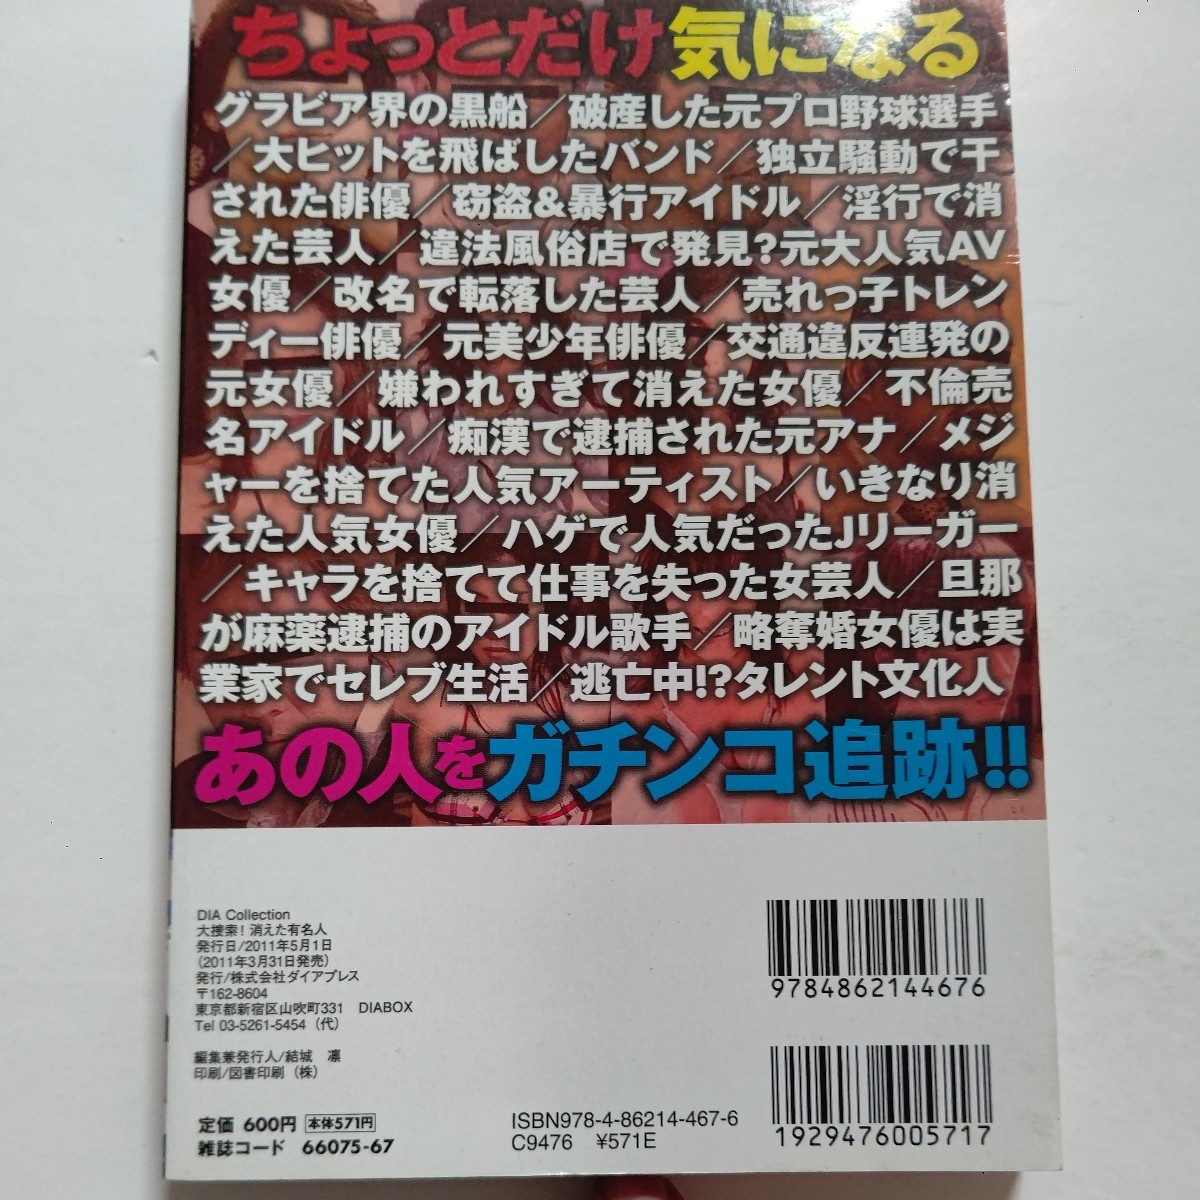 ちょっとだけ気になる
グラビア界の黒船／破産した元プロ野球選手
／大ヒットを飛ばしたバンド／独立騒動で干
された俳優／窃盗&暴行アイドル／淫行で消
えた芸人／違法風俗店で発見?元大人気AV
女優／改名で転落した芸人／売れっ子トレン
ディー俳優／元美少年俳優／交通違反連発の
元女優／嫌われすぎて消えた女優／不倫売
名アイドル／痴漢で逮捕された元アナ／メジ
ャーを捨てた人気アーティスト／いきなり消
えた人気女優／ハゲで人気だったJリーガー
／キャラを捨てて仕事を失った女芸人／旦那
が麻薬逮捕のアイドル歌手／略奪婚女優は実
業家でセレブ生活／逃亡中!?タレント文化人
あの人をガチンコ追跡!!
DIA Collection
大捜索! 消えた有名人
発行日/2011年5月1日
(2011年3月31日発売)
発行/株式会社ダイアプレス
〒162-8604
東京都新宿区山吹町331 DIABOX
Tel 03-5261-5454（代）
編集兼発行人/結城 凛
印刷/図書印刷（株）
定価 600円 本体571円
雑誌コード 66075-67
ISBN978-4-86214-467-6
C9476 ¥571E
9784862144676
1929476005717